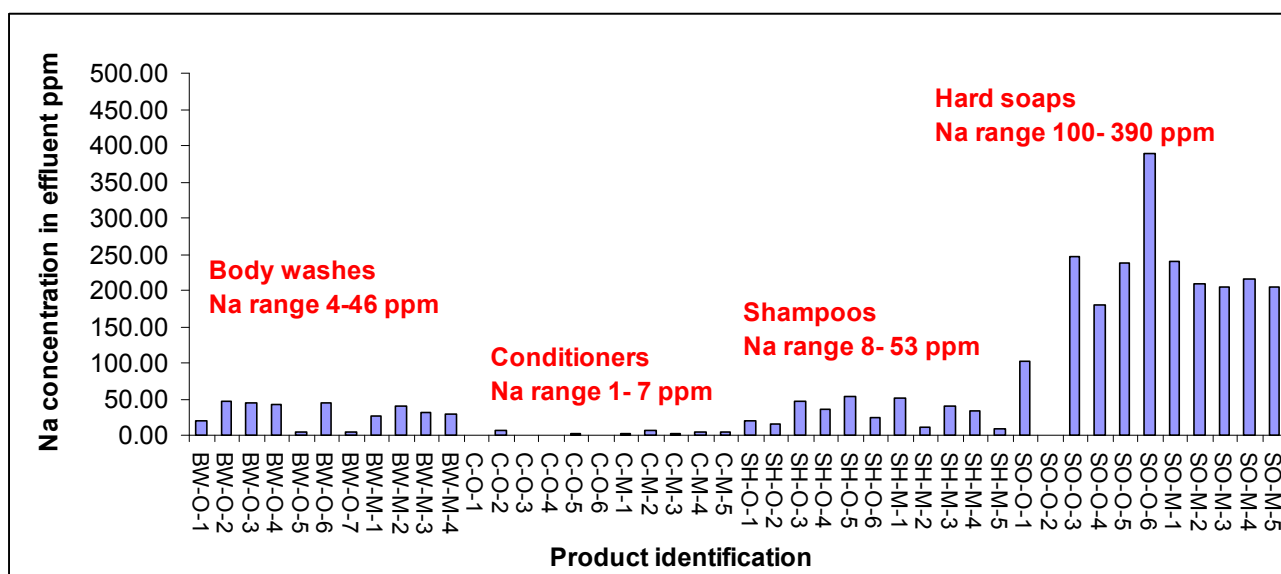 Na concentration in effluent ppm
500.00
450.00
400.00
350.00
300.00
250.00
200.00
150.00
100.00
50.00
0.00
Hard soaps
Na range 100- 390 ppm
Body washes
Na range 4-46 ppm
Shampoos
Na range 8- 53 ppm
Conditioners
Na range 1- 7 ppm
BW-O-1
BW-O-2
BW-O-3
BW-O-4
BW-O-5
BW-O-6
BW-O-7
BW-M-1
BW-M-2
BW-M-3
BW-M-4
C-O-1
C-O-2
C-O-3
C-O-4
C-O-5
C-O-6
C-M-1
C-M-2
C-M-3
C-M-4
C-M-5
SH-O-1
SH-O-2
SH-O-3
SH-O-4
SH-O-5
SH-O-6
SH-M-1
SH-M-2
SH-M-3
SH-M-4
SH-M-5
SO-O-1
SO-O-2
SO-O-3
SO-O-4
SO-O-5
SO-O-6
SO-M-1
SO-M-2
SO-M-3
SO-M-4
SO-M-5
Product identification